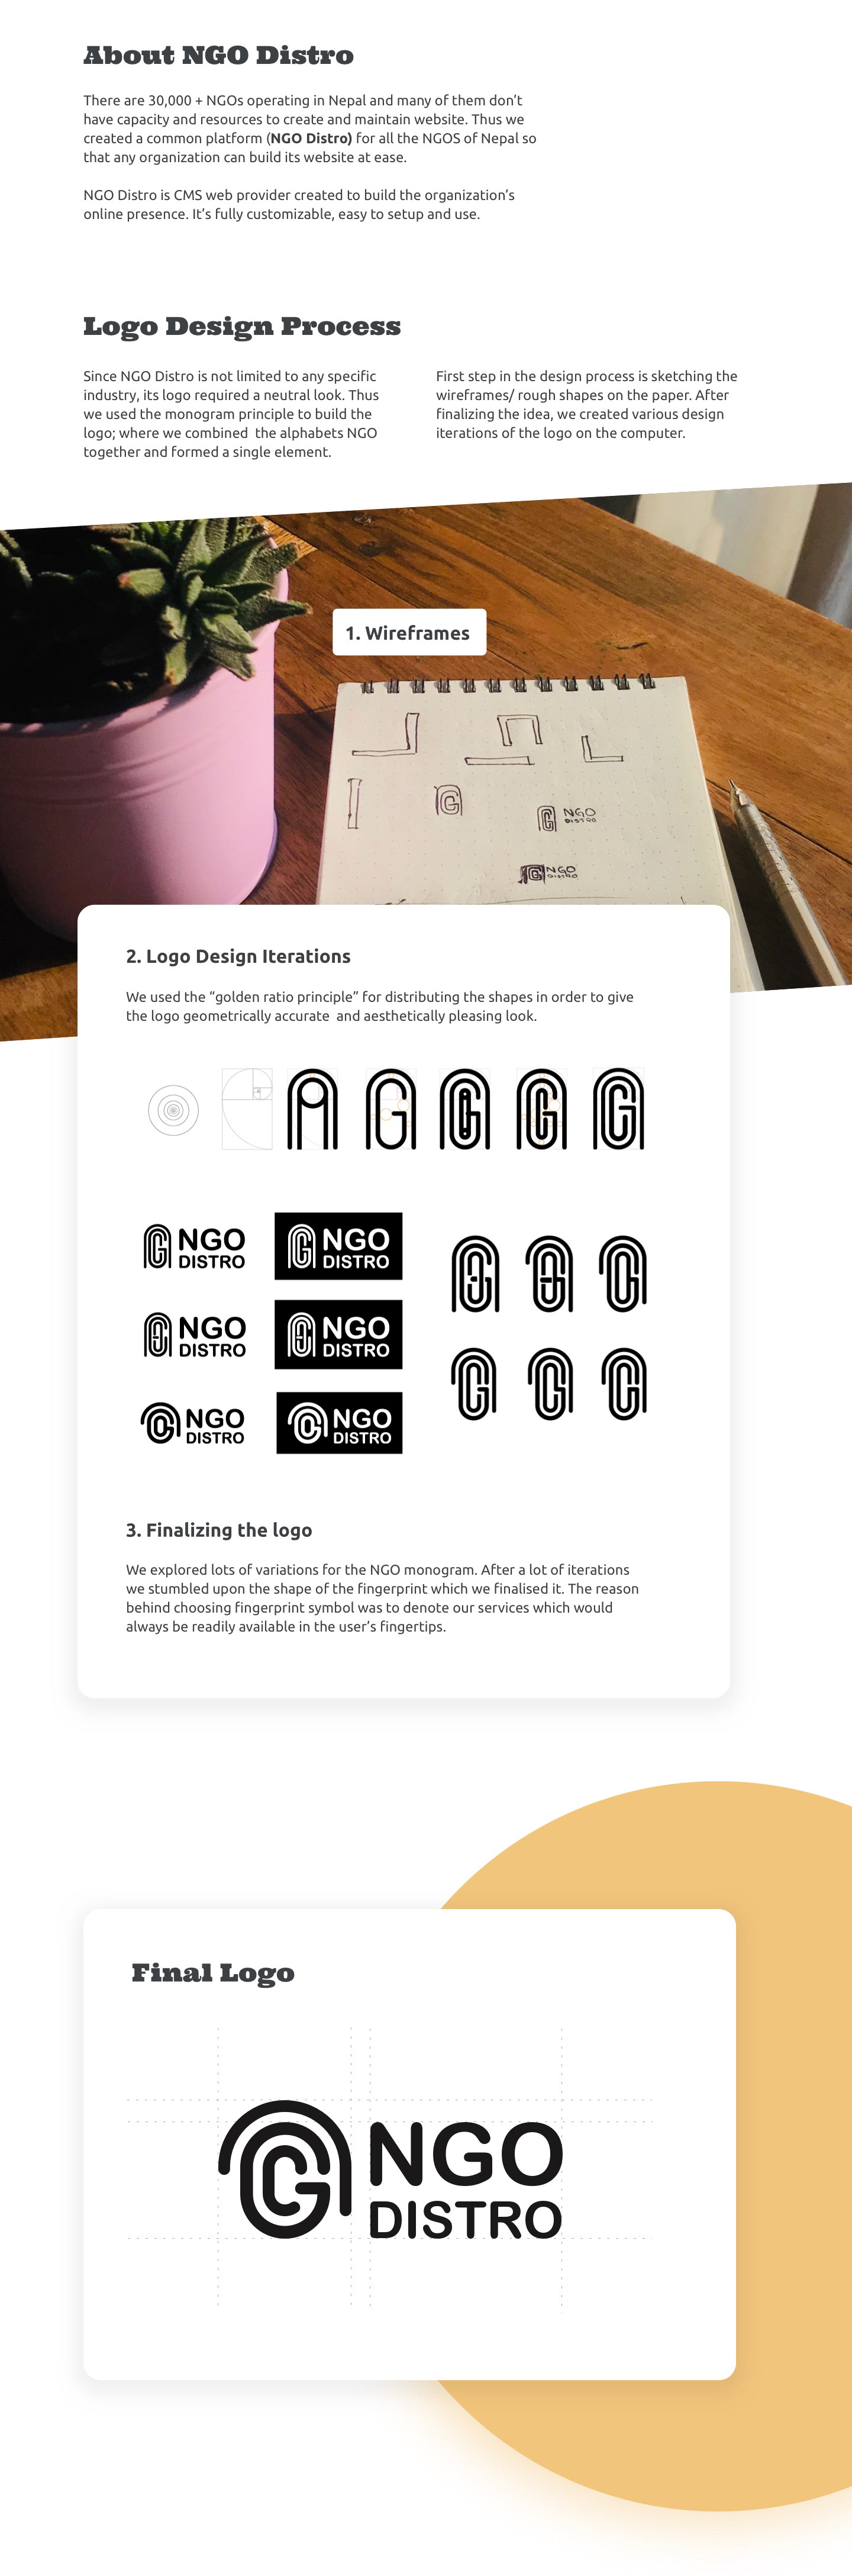 About NGO Distro
There are 30,000 + NGOs operating in Nepal and many of them don’t
have capacity and resources to create and maintain website. Thus we
created a common platform (NGO Distro) for all the NGOS of Nepal so
that any organization can build its website at ease.
NGO Distro is CMS web provider created to build the organization’s
online presence. It’s fully customizable, easy to setup and use.
Logo Design Process
Since NGO Distro is not limited to any specific
industry, its logo required a neutral look. Thus
we used the monogram principle to build the
logo; where we combined  the alphabets NGO
together and formed a single element.
First step in the design process is sketching the
wireframes/ rough shapes on the paper. After
finalizing the idea, we created various design
iterations of the logo on the computer.
1. Wireframes
NGO
DISTRO
NGO
DISTRO
2. Logo Design Iterations
We used the “golden ratio principle” for distributing the shapes in order to give
the logo geometrically accurate  and aesthetically pleasing look.
NGO
DISTRO
NGO
DISTRO
NGO
DISTRO
NGO
DISTRO
NGO
DISTRO
NGO
DISTRO
3. Finalizing the logo
We explored lots of variations for the NGO monogram. After a lot of iterations
we stumbled upon the shape of the fingerprint which we finalised it. The reason
behind choosing fingerprint symbol was to denote our services which would
always be readily available in the user’s fingertips.
Final Logo
NGO
DISTRO